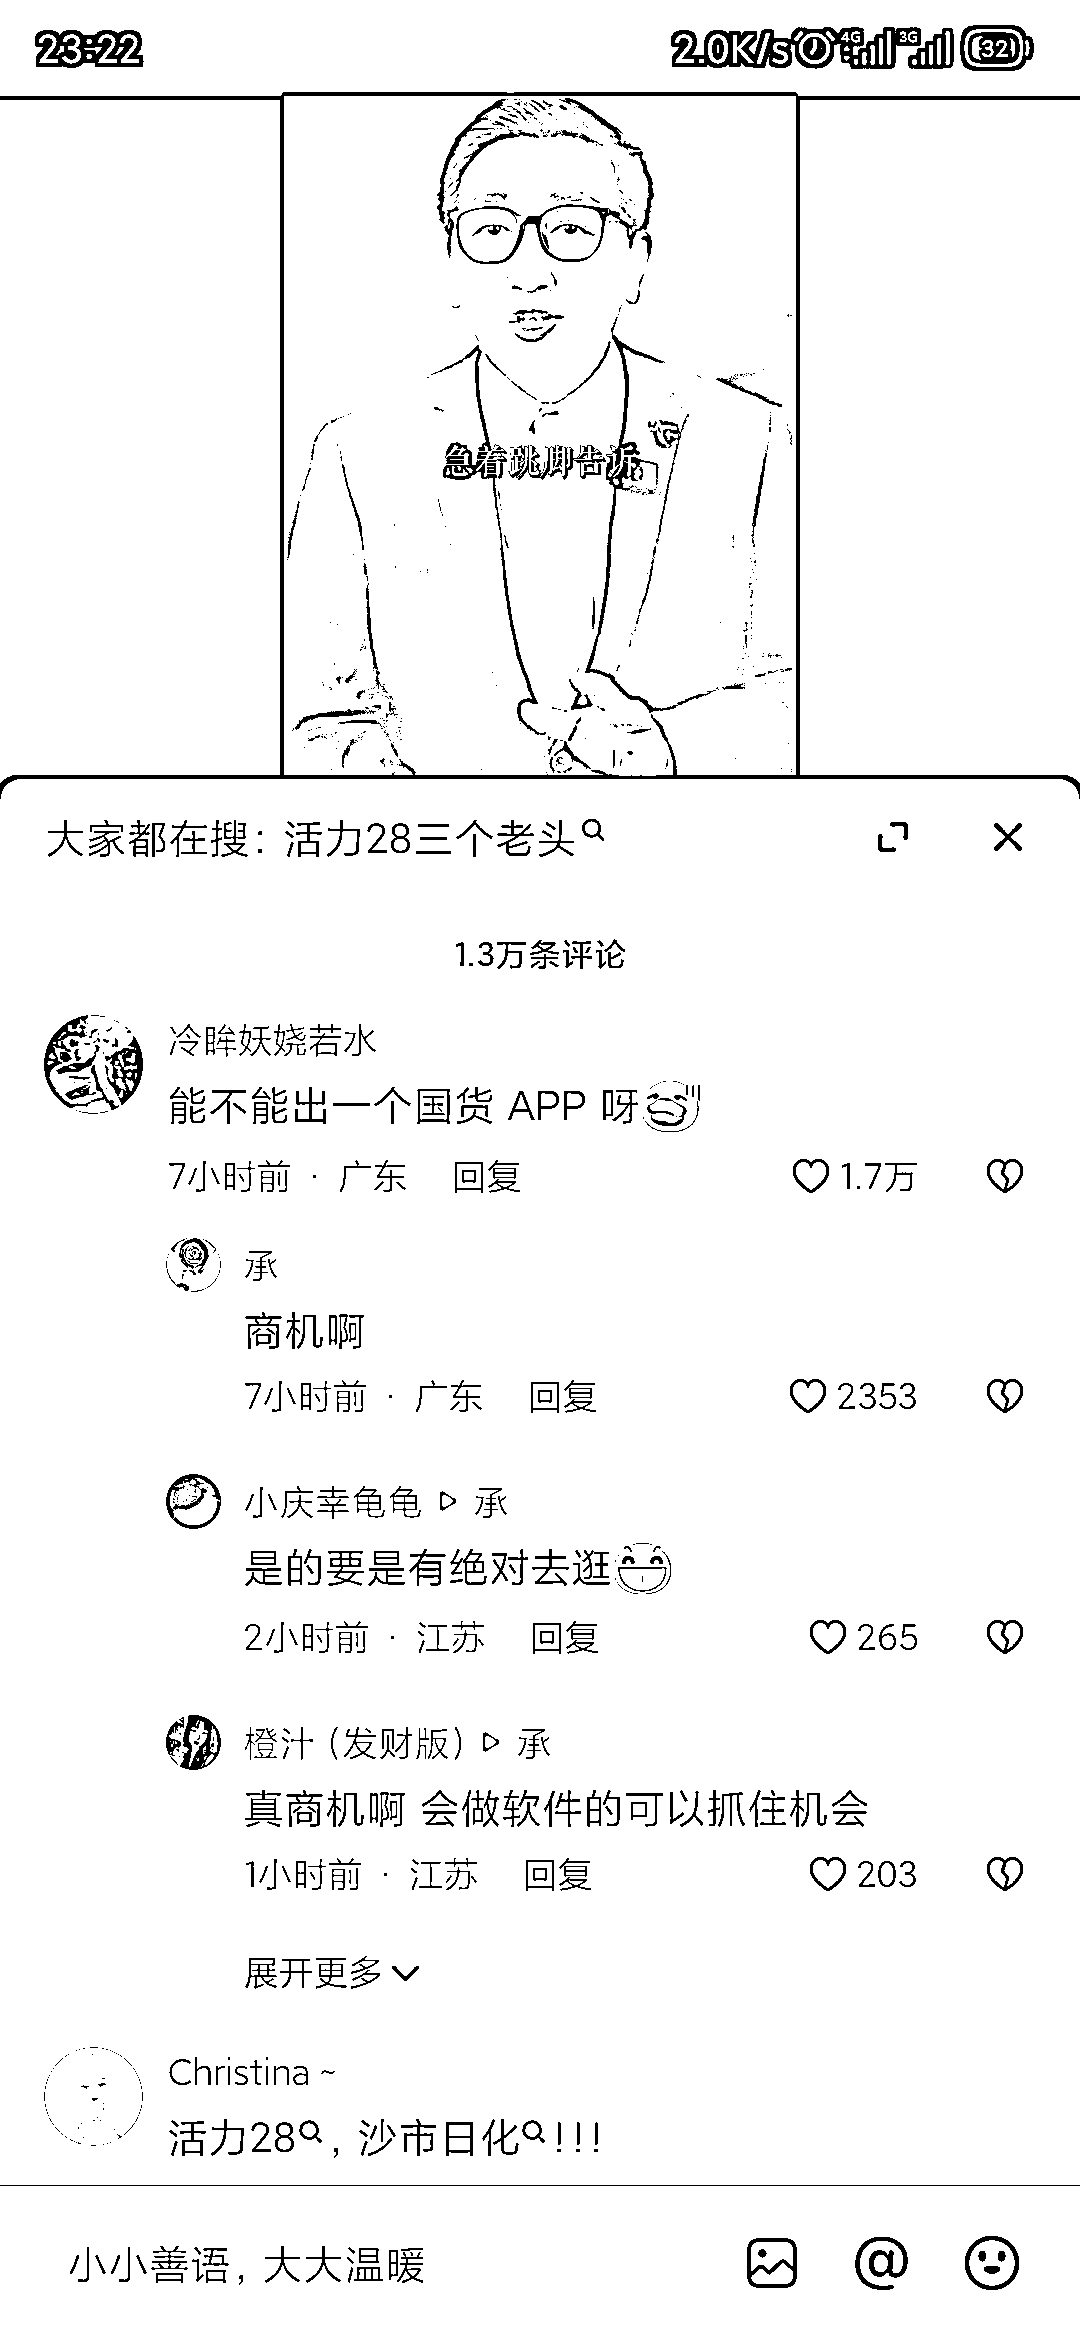 23:22
2.0K/s 4G 3G 32
急着跳脚告诉
大家都在搜：活力28三个老头
1.3万条评论
冷眸妖娆若水
能不能出一个国货 APP 呀
7小时前 · 广东 回复 1.7万
承
商机啊
7小时前 · 广东 回复 2353
小庆幸龟龟 ▷ 承
是的要是有绝对去逛
2小时前 · 江苏 回复 265
橙汁（发财版）▷ 承
真商机啊 会做软件的可以抓住机会
1小时前 · 江苏 回复 203
展开更多
Christina ~
活力28，沙市日化!!!
小小善语，大大温暖